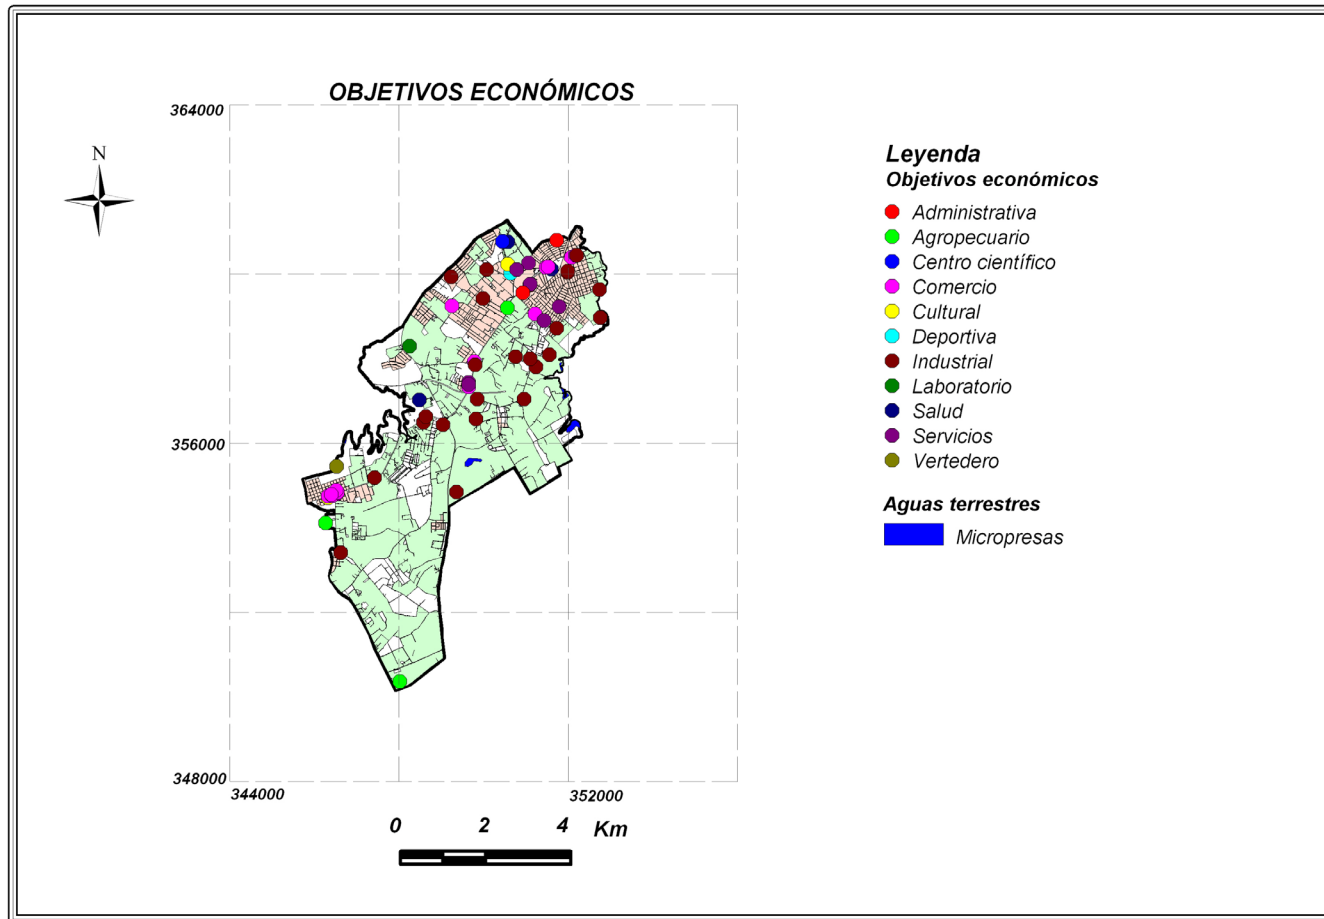 OBJETIVOS ECONÓMICOS
364000
N
Leyenda
Objetivos económicos
Administrativa
Agropecuario
Centro científico
Comercio
Cultural
Deportiva
Industrial
Laboratorio
Salud
Servicios
Vertedero
356000
Aguas terrestres
Micropresas
348000
344000
352000
0 2 4 Km